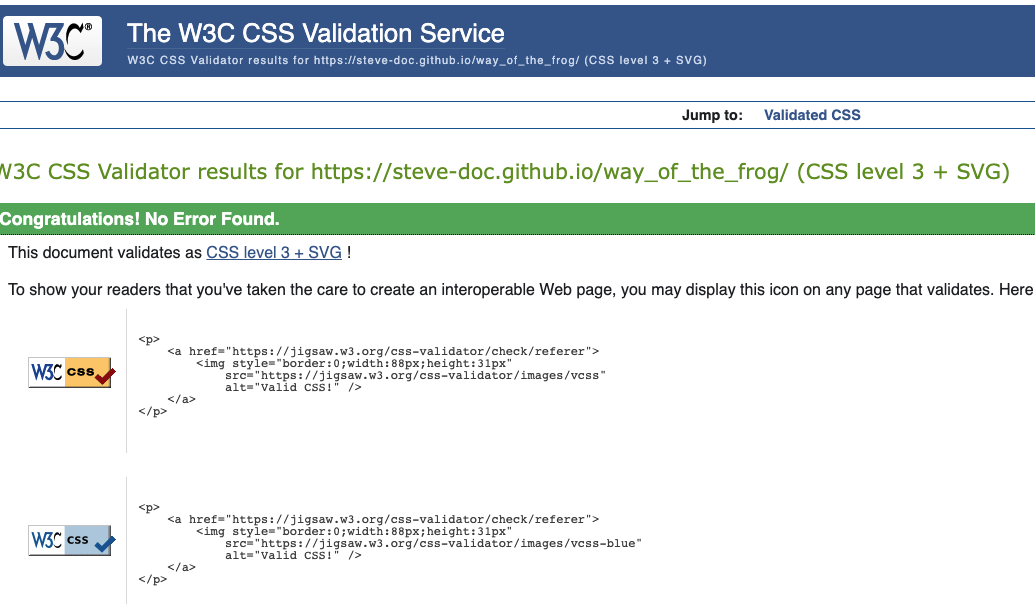 W3C® The W3C CSS Validation Service
W3C CSS Validator results for https://steve-doc.github.io/way_of_the_frog/ (CSS level 3 + SVG)
Jump to: Validated CSS
W3C CSS Validator results for https://steve-doc.github.io/way_of_the_frog/ (CSS level 3 + SVG)
Congratulations! No Error Found.
This document validates as CSS level 3 + SVG !
To show your readers that you've taken the care to create an interoperable Web page, you may display this icon on any page that validates. Here
<p>
<a href="https://jigsaw.w3.org/css-validator/check/referer">
<img style="border:0;width:88px;height:31px"
W3C css
src="https://jigsaw.w3.org/css-validator/images/vcss"
alt="Valid CSS!" />
</a>
</p>
<p>
<a href="https://jigsaw.w3.org/css-validator/check/referer">
<img style="border:0;width:88px;height:31px"
W3C css
src="https://jigsaw.w3.org/css-validator/images/vcss-blue"
alt="Valid CSS!" />
</a>
</p>